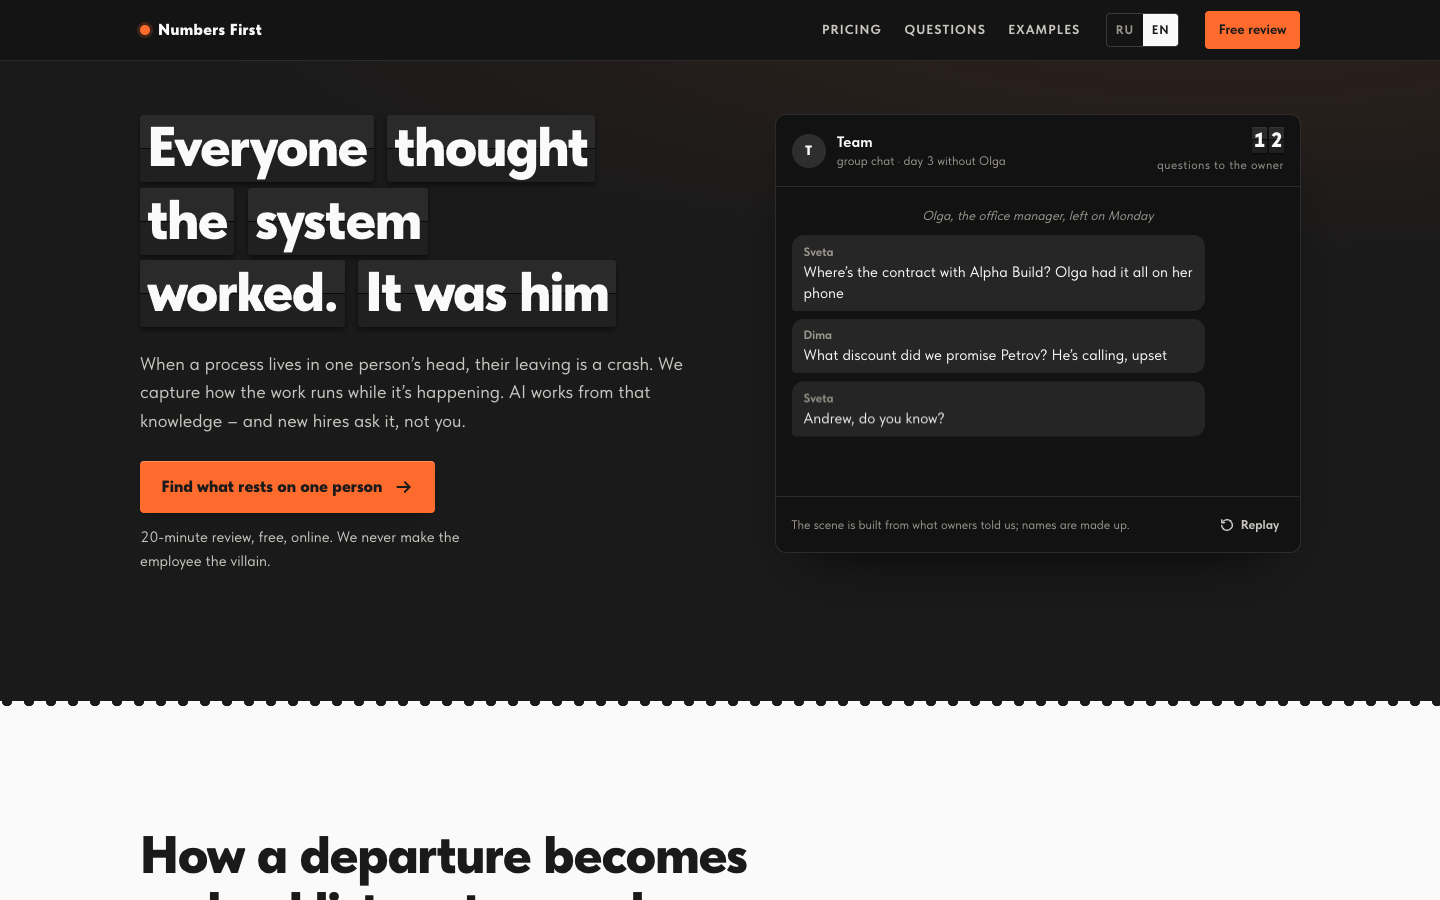 Numbers First
PRICING
QUESTIONS
EXAMPLES
RU
EN
Free review
Everyone thought
the system
worked. It was him
When a process lives in one person's head, their leaving is a crash. We
capture how the work runs while it's happening. AI works from that
knowledge – and new hires ask it, not you.
Find what rests on one person →
20-minute review, free, online. We never make the
employee the villain.
T
Team
group chat · day 3 without Olga
12
questions to the owner
Olga, the office manager, left on Monday
Sveta
Where's the contract with Alpha Build? Olga had it all on her
phone
Dima
What discount did we promise Petrov? He's calling, upset
Sveta
Andrew, do you know?
The scene is built from what owners told us; names are made up.
Replay
How a departure becomes